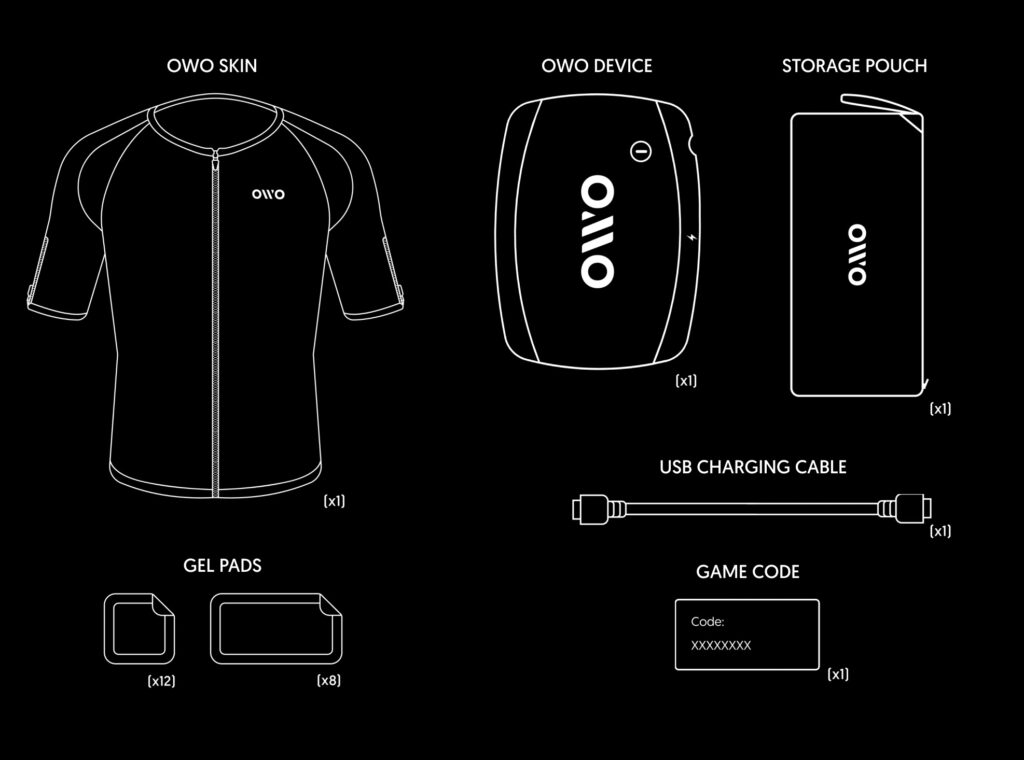 OWO SKIN
OWO
(x1)
OWO DEVICE
OWO
(x1)
STORAGE POUCH
OWO
(x1)
USB CHARGING CABLE
(x1)
GEL PADS
(x12)
(x8)
GAME CODE
Code:
XXXXXXXX
(x1)